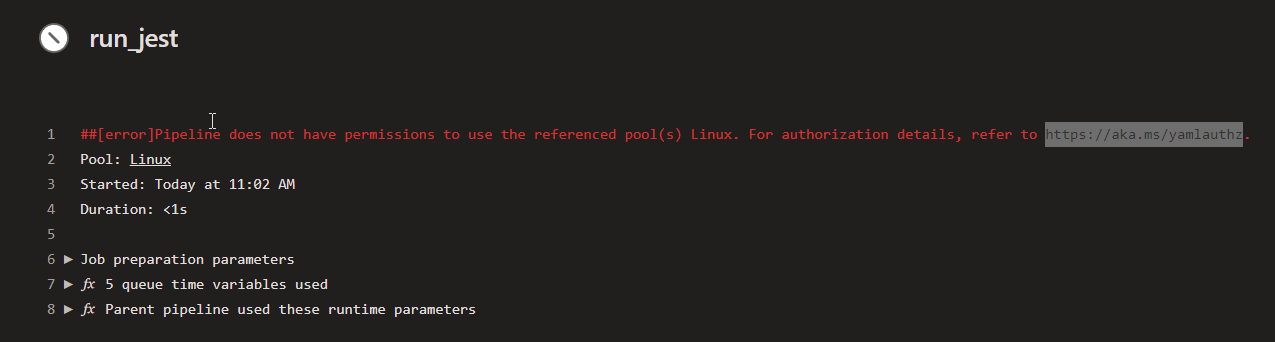 run_jest
1 ##[error]Pipeline does not have permissions to use the referenced pool(s) Linux. For authorization details, refer to https://aka.ms/yamlauthz.
2 Pool: Linux
3 Started: Today at 11:02 AM
4 Duration: <1s
5
6 ▶ Job preparation parameters
7 ▶ fx 5 queue time variables used
8 ▶ fx Parent pipeline used these runtime parameters